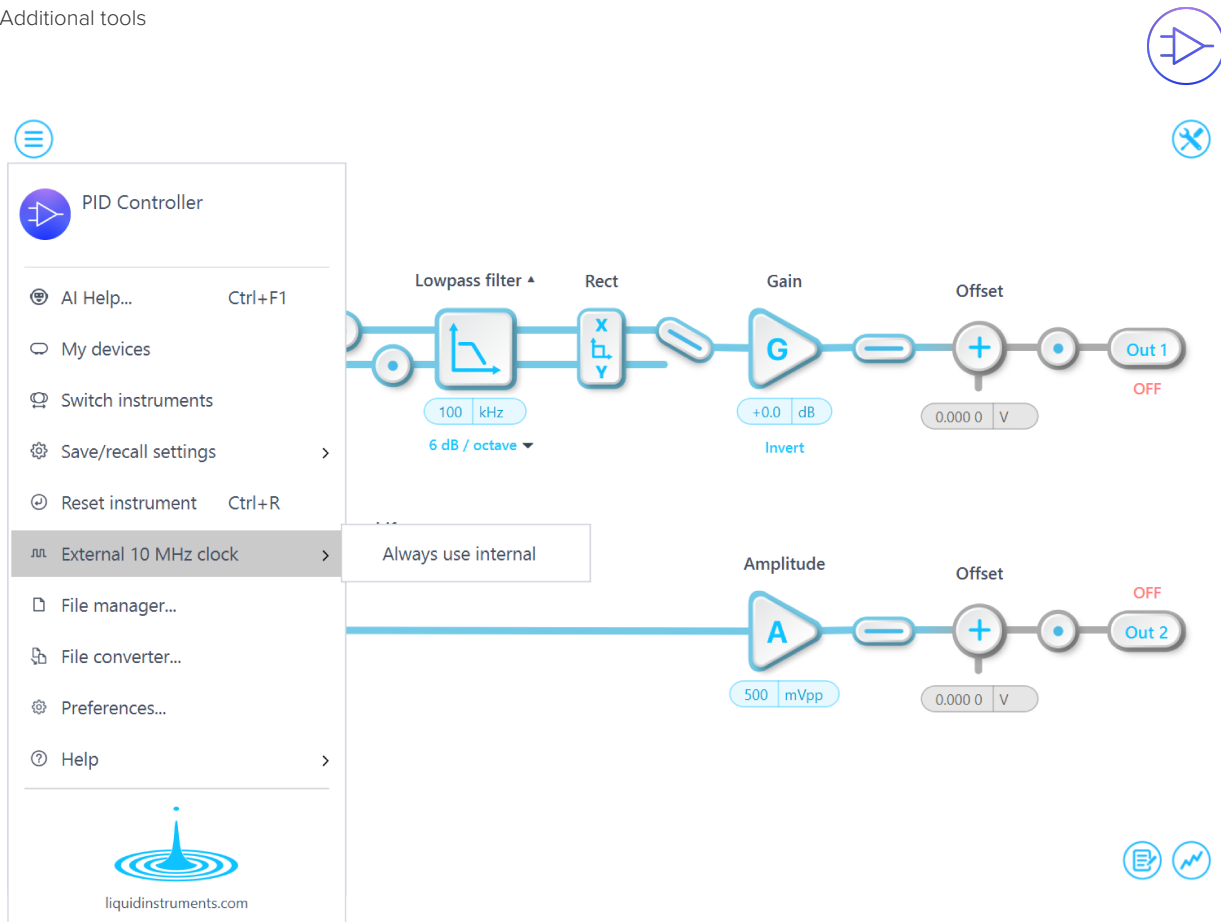 Additional tools
PID Controller
AI Help... Ctrl+F1
My devices
Switch instruments
Save/recall settings
Reset instrument Ctrl+R
External 10 MHz clock
Always use internal
File manager...
File converter...
Preferences...
Help
liquidinstruments.com
Lowpass filter Rect Gain Offset
X
Y
G
Out 1
OFF
100 kHz
+0.0 dB
0.000 0 V
6 dB / octave
Invert
Amplitude Offset
OFF
A
Out 2
500 mVpp
0.000 0 V